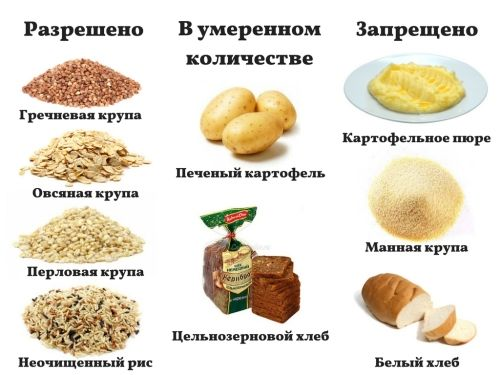 Разрешено
Гречневая крупа
Овсяная крупа
Перловая крупа
Неочищенный рис
В умеренном
количестве
Печеный картофель
Цельнозерновой хлеб
Запрещено
Картофельное пюре
Манная крупа
Белый хлеб